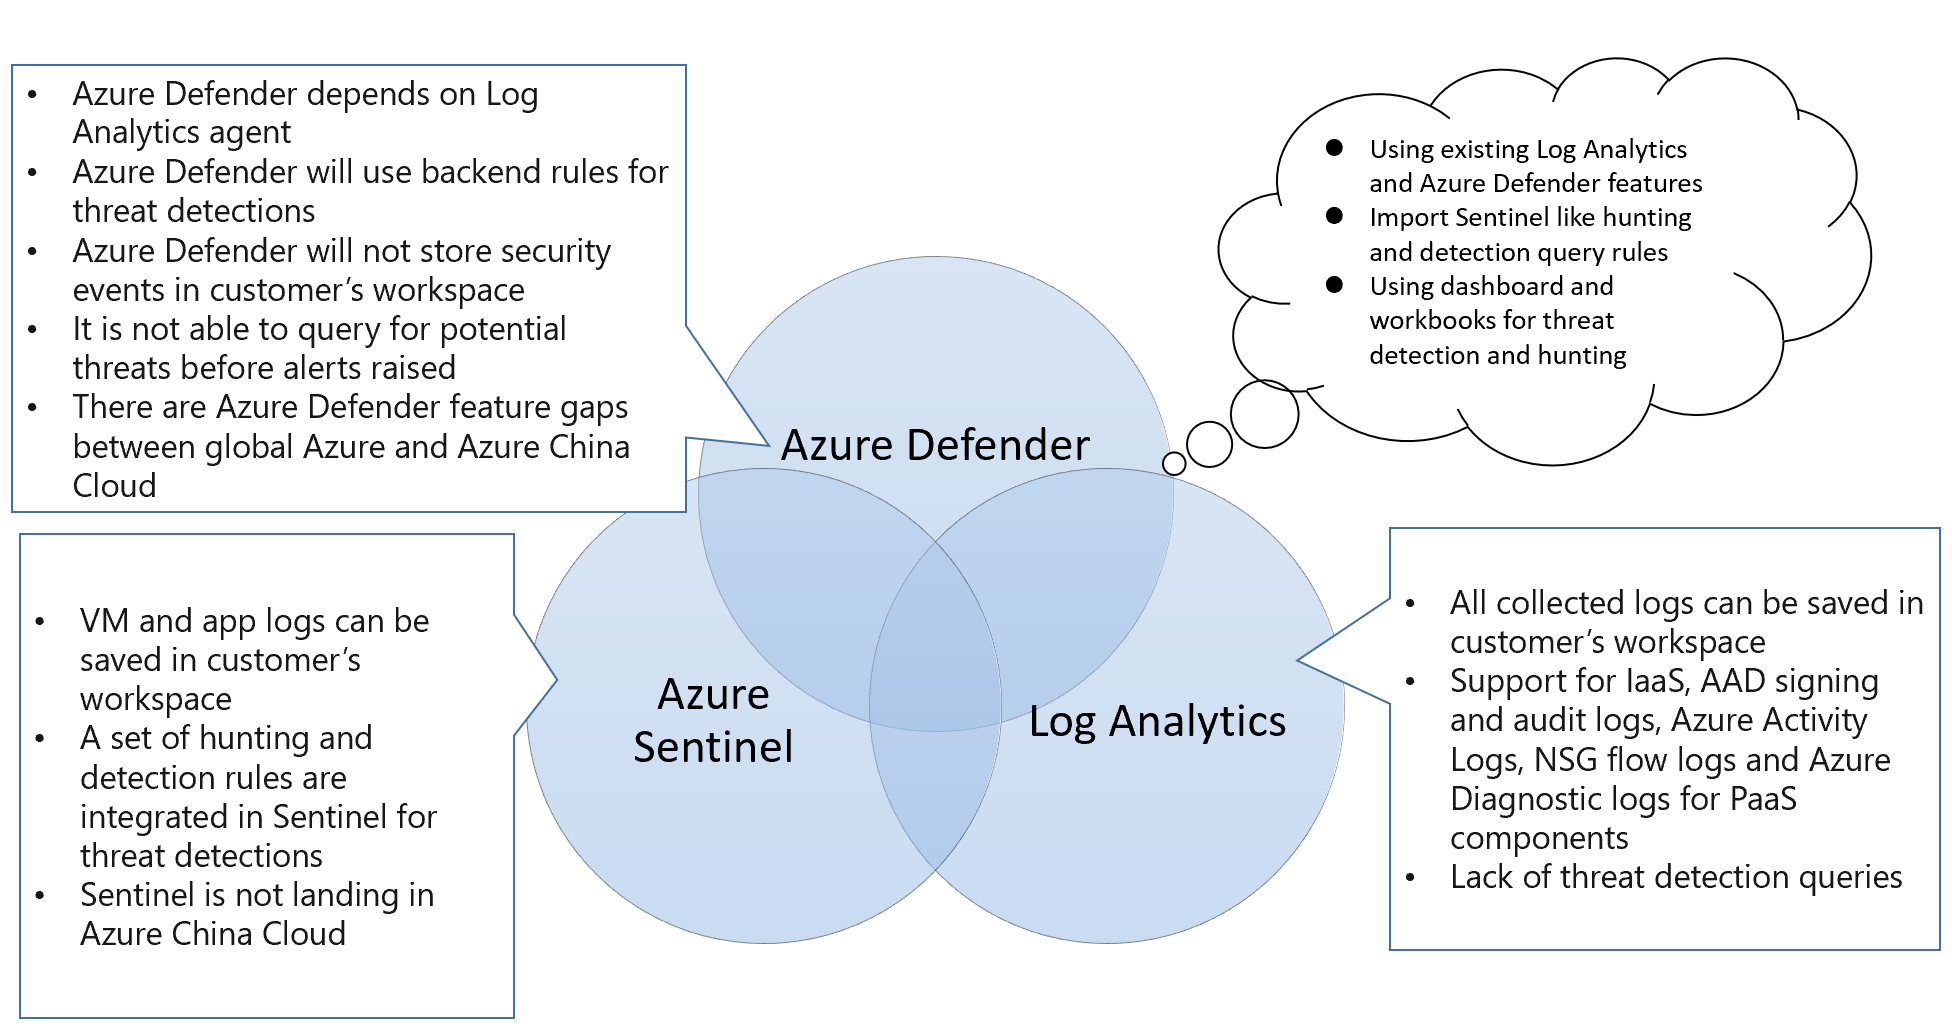 • Azure Defender depends on Log
Analytics agent
• Azure Defender will use backend rules for
threat detections
• Azure Defender will not store security
events in customer’s workspace
• It is not able to query for potential
threats before alerts raised
• There are Azure Defender feature gaps
between global Azure and Azure China
Cloud
● Using existing Log Analytics
and Azure Defender features
● Import Sentinel like hunting
and detection query rules
● Using dashboard and
workbooks for threat
detection and hunting
Azure Defender
• VM and app logs can be
saved in customer’s
workspace
• A set of hunting and
detection rules are
integrated in Sentinel for
threat detections
• Sentinel is not landing in
Azure China Cloud
Azure
Sentinel
Log Analytics
• All collected logs can be saved in
customer’s workspace
• Support for IaaS, AAD signing
and audit logs, Azure Activity
Logs, NSG flow logs and Azure
Diagnostic logs for PaaS
components
• Lack of threat detection queries